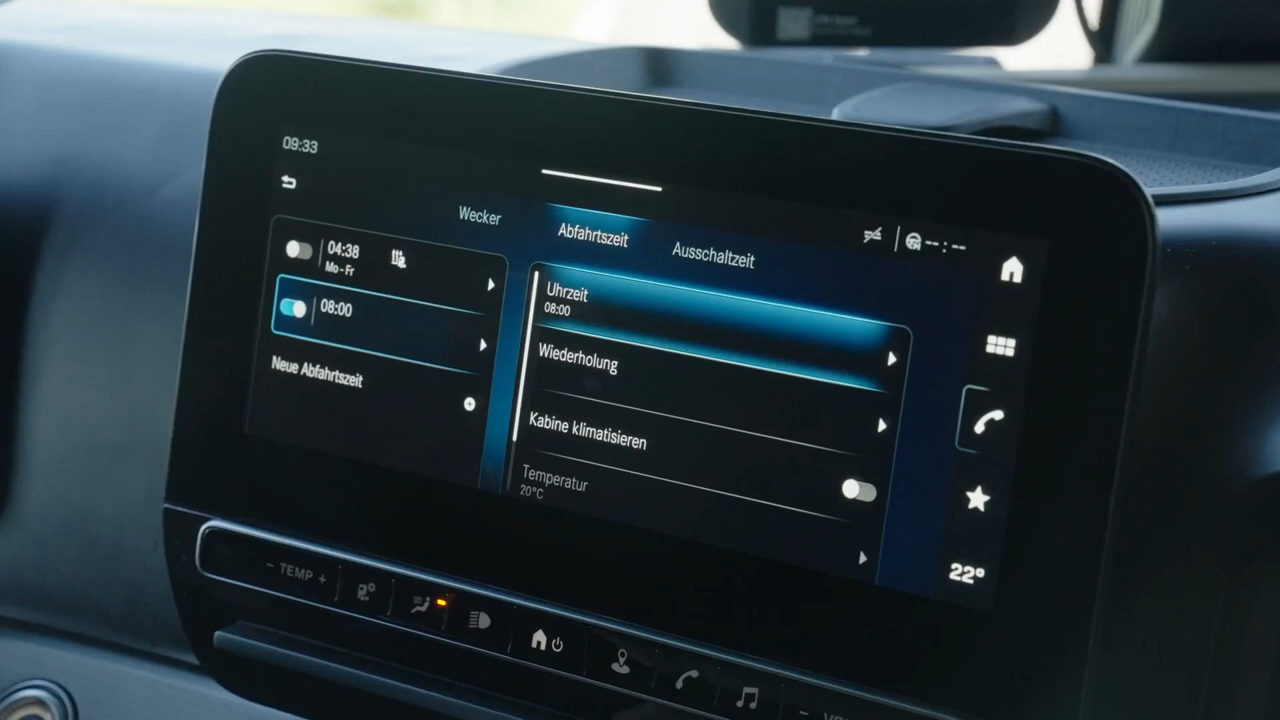 09:33
Wecker
Abfahrtszeit
Ausschaltzeit
--:--
04:38
Mo-Fr
08:00
Neue Abfahrtszeit
Uhrzeit
08:00
Wiederholung
Kabine klimatisieren
Temperatur
20°C
22°
- TEMP +